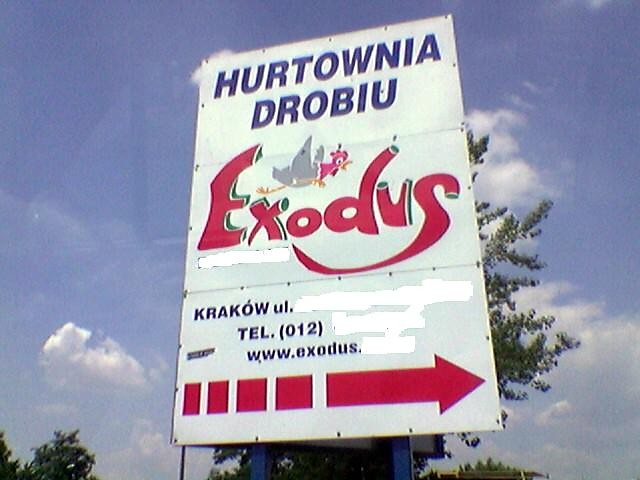 HURTOWNIA
DROBIU
Exodus
KRAKÓW ul.
TEL. (012)
www.exodus.